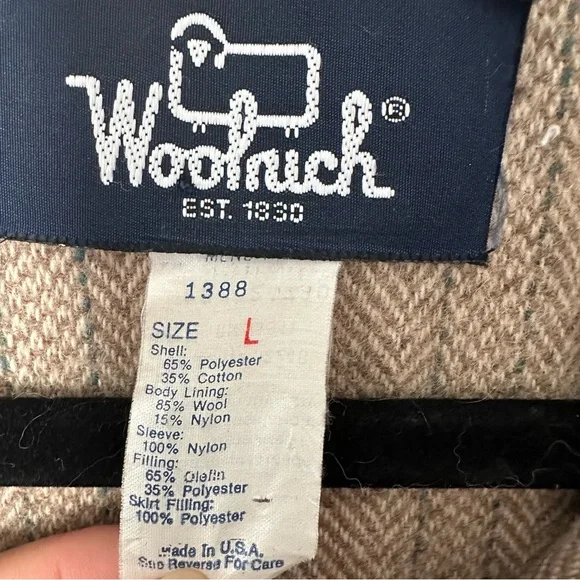 Woolrich®
EST. 1830
MENS
1388
SIZE L
Shell:
65% Polyester
35% Cotton
Body Lining:
85% Wool
15% Nylon
Sleeve:
100% Nylon
Filling:
65% Olefin
35% Polyester
Skirt Filling:
100% Polyester
Made In U.S.A.
See Reverse For Care